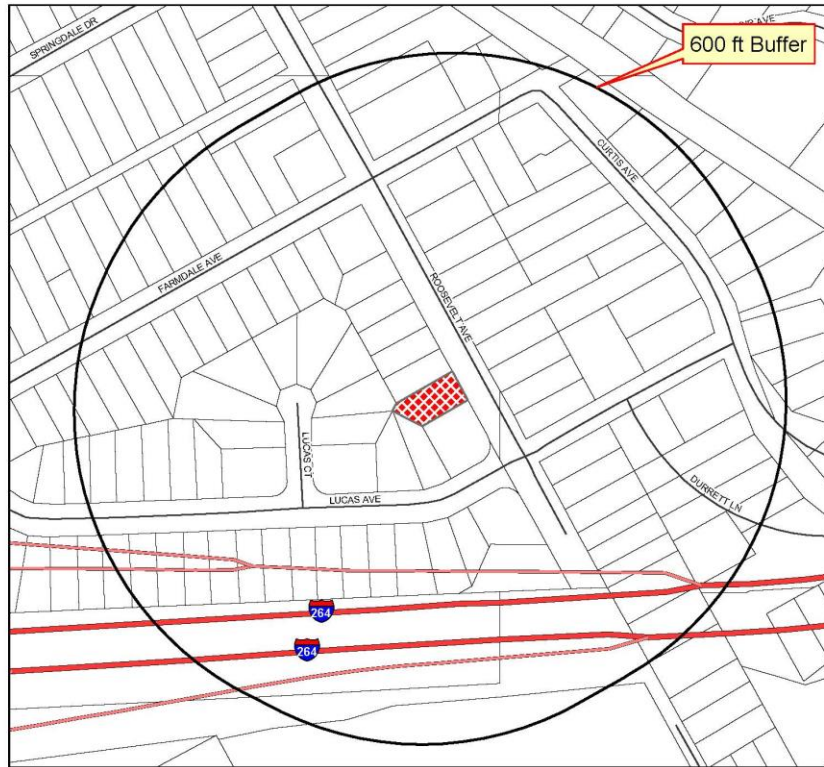 SPRINGDALE DR
AVE
600 ft Buffer
CURTIS AVE
FARMDALE AVE
ROOSEVELT AVE
LUCAS CT
LUCAS AVE
DURRETT LN
264
264